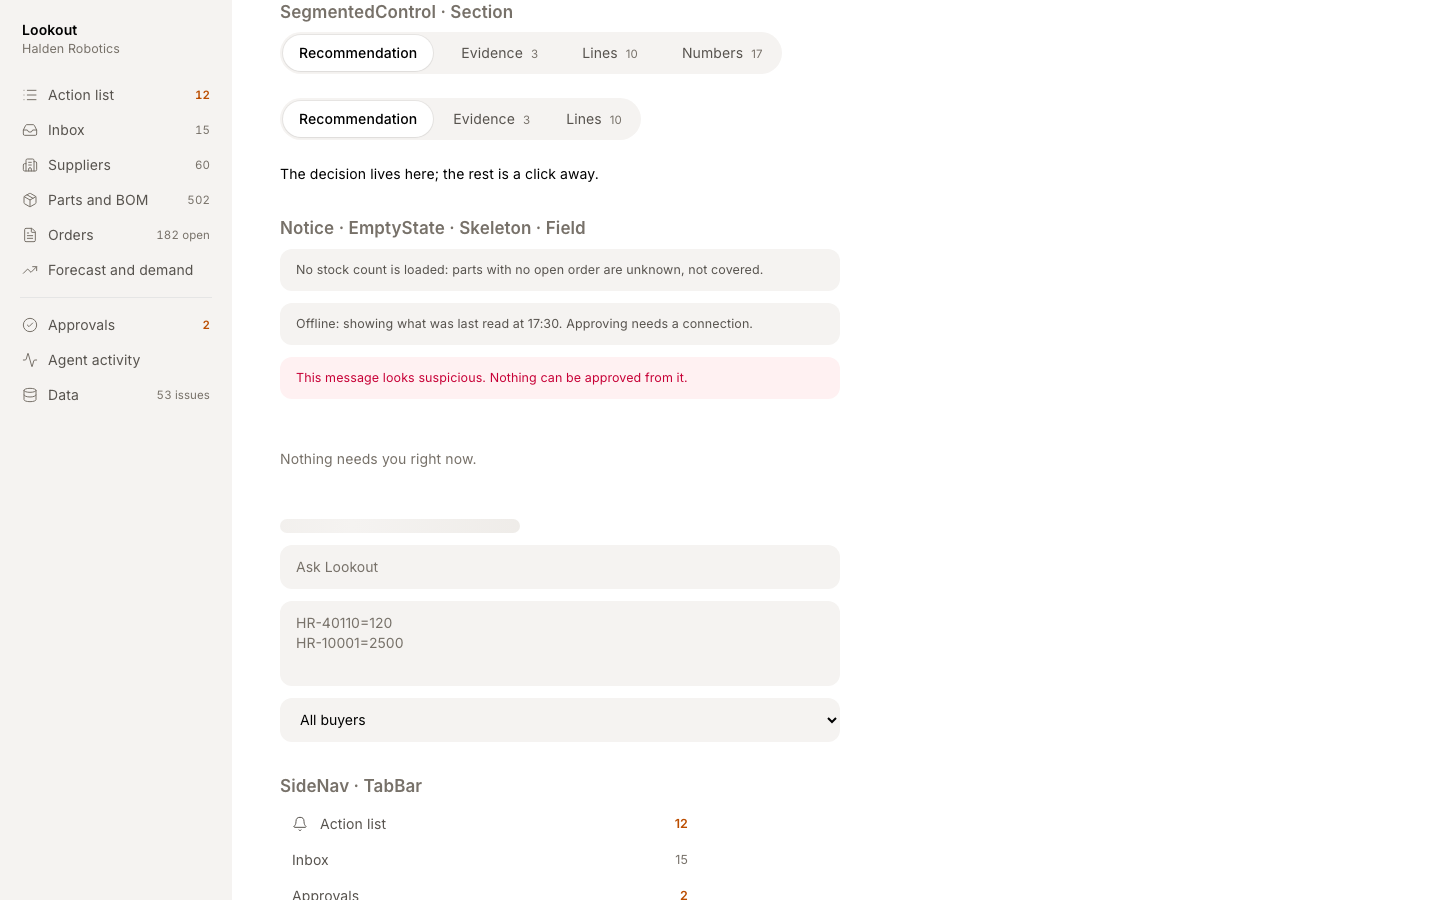 Lookout
Halden Robotics
Action list 12
Inbox 15
Suppliers 60
Parts and BOM 502
Orders 182 open
Forecast and demand
Approvals 2
Agent activity
Data 53 issues
SegmentedControl · Section
Recommendation Evidence 3 Lines 10 Numbers 17
Recommendation Evidence 3 Lines 10
The decision lives here; the rest is a click away.
Notice · EmptyState · Skeleton · Field
No stock count is loaded: parts with no open order are unknown, not covered.
Offline: showing what was last read at 17:30. Approving needs a connection.
This message looks suspicious. Nothing can be approved from it.
Nothing needs you right now.
Ask Lookout
HR-40110=120
HR-10001=2500
All buyers
SideNav · TabBar
Action list 12
Inbox 15
Approvals 2